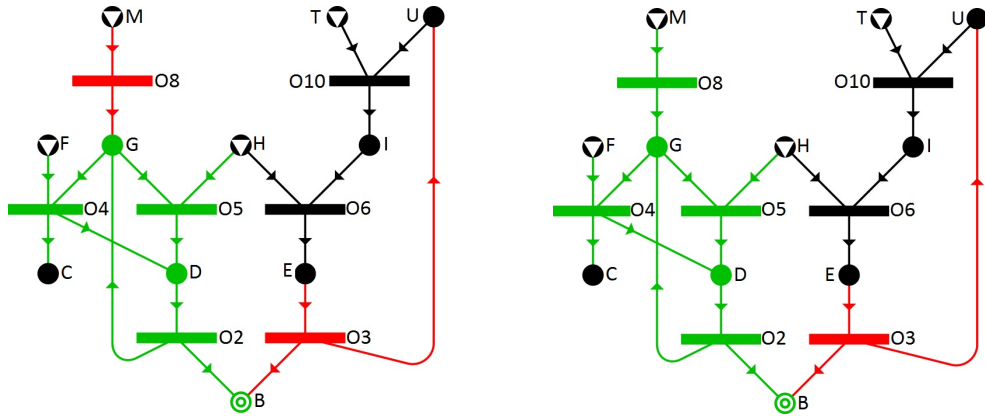 M T U M T U
O8 O10 O8 O10
F G H I F G H I
O4 O5 O6 O4 O5 O6
C D E C D E
O2 O3 O2 O3
B B